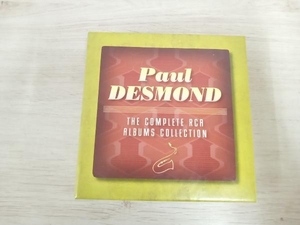 Paul
DESMOND
THE COMPLETE RCA
ALBUMS COLLECTION